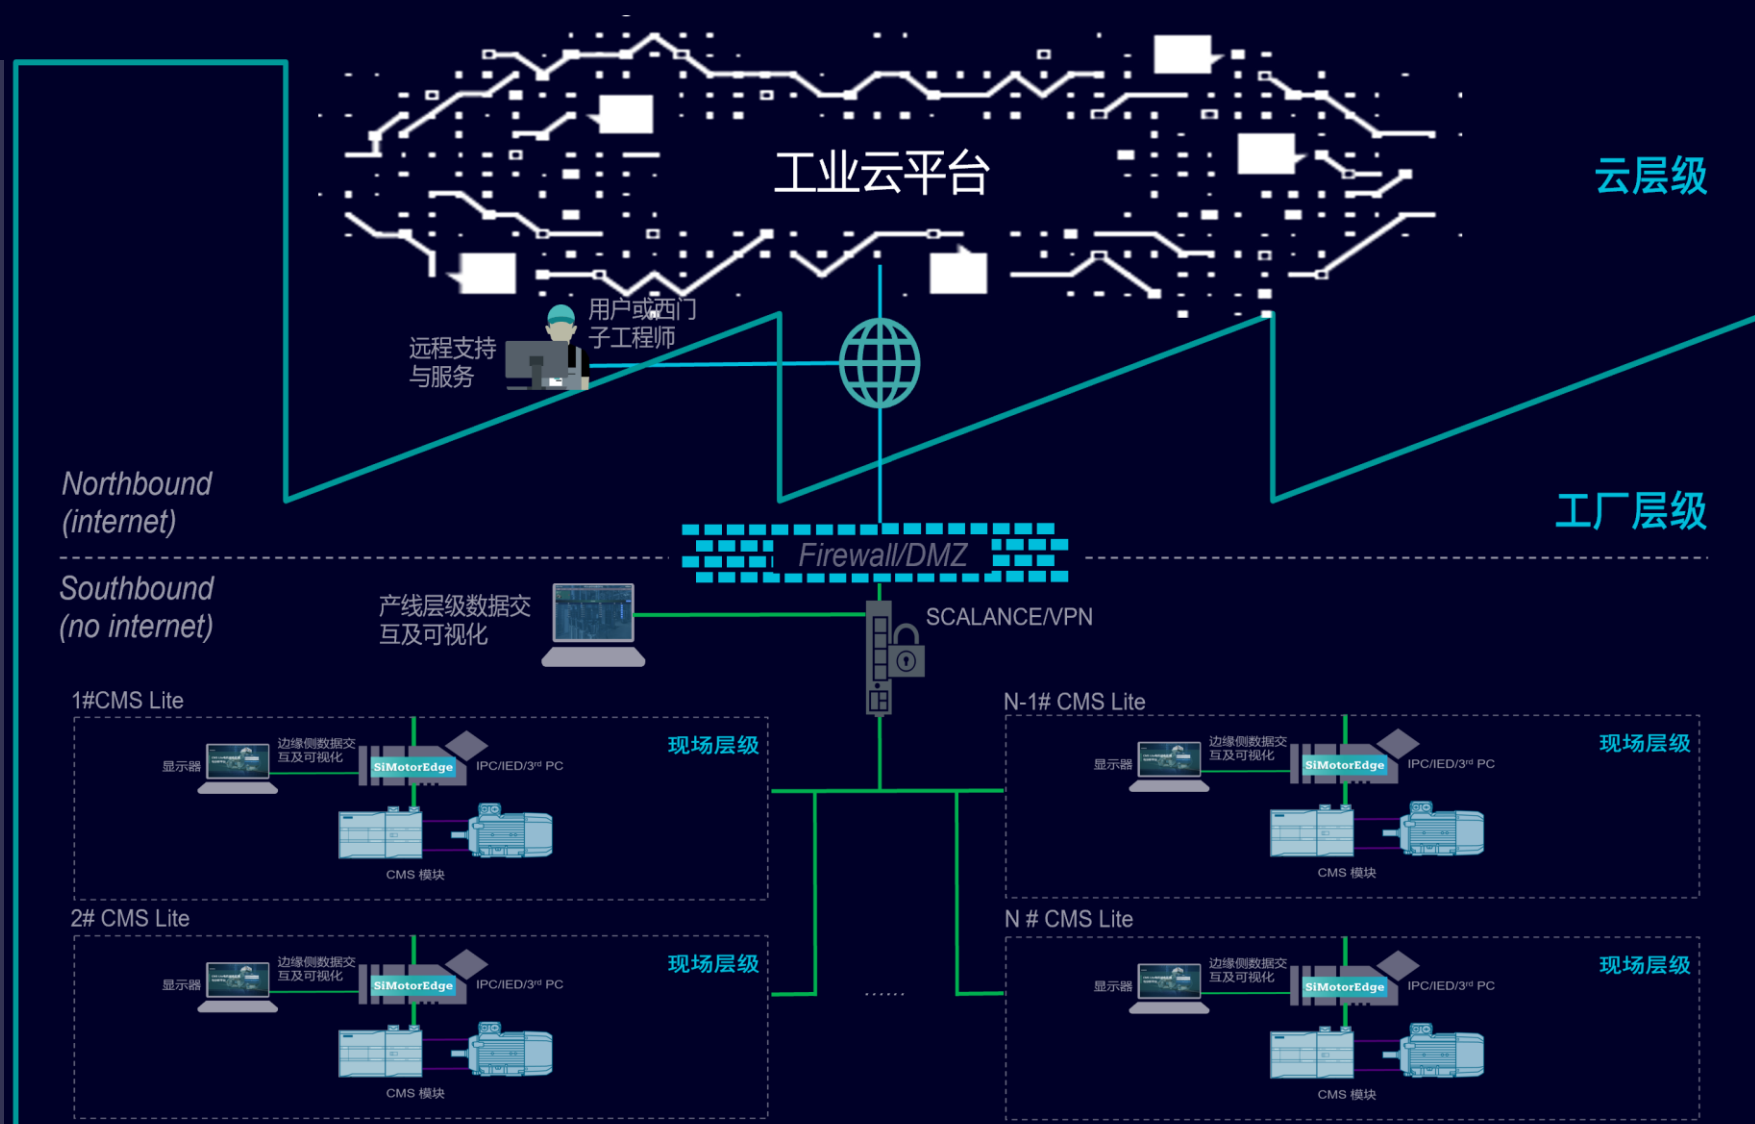 工业云平台
云层级
用户或西门
子工程师
远程支持
与服务
Northbound
(internet)
工厂层级
Firewall/DMZ
Southbound
(no internet)
产线层级数据交
互及可视化
SCALANCE/VPN
1#CMS Lite
现场层级
边缘侧数据交
互及可视化
显示器
SiMotorEdge
IPC/IED/3rd PC
CMS 模块
N-1# CMS Lite
现场层级
边缘侧数据交
互及可视化
显示器
SiMotorEdge
IPC/IED/3rd PC
CMS 模块
2# CMS Lite
现场层级
边缘侧数据交
互及可视化
显示器
SiMotorEdge
IPC/IED/3rd PC
CMS 模块
......
N # CMS Lite
现场层级
边缘侧数据交
互及可视化
显示器
SiMotorEdge
IPC/IED/3rd PC
CMS 模块